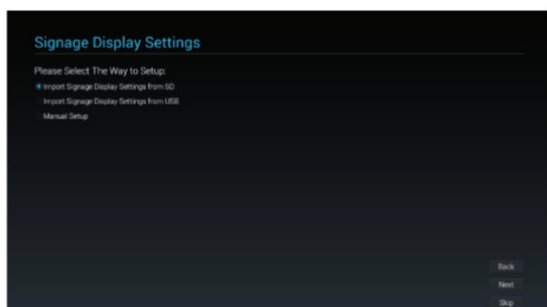 Signage Display Settings
Please Select The Way to Setup:
Import Signage Display Settings from SD
Import Signage Display Settings from USB
Manual Setup
Back
Next
Skip